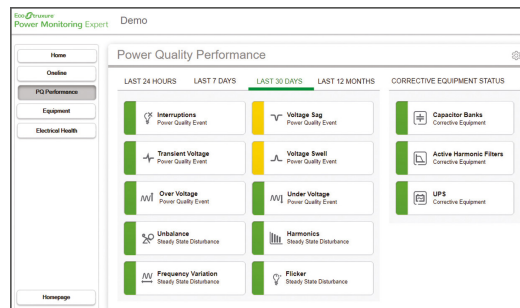 EcoStruxure
Power Monitoring Expert
Demo
Home
Oneline
PQ Performance
Equipment
Electrical Health
Homepage
Power Quality Performance
LAST 24 HOURS
LAST 7 DAYS
LAST 30 DAYS
LAST 12 MONTHS
CORRECTIVE EQUIPMENT STATUS
Interruptions
Power Quality Event
Voltage Sag
Power Quality Event
Capacitor Banks
Corrective Equipment
Transient Voltage
Power Quality Event
Voltage Swell
Power Quality Event
Active Harmonic Filters
Corrective Equipment
Over Voltage
Power Quality Event
Under Voltage
Power Quality Event
UPS
Corrective Equipment
Unbalance
Steady State Disturbance
Harmonics
Steady State Disturbance
Frequency Variation
Steady State Disturbance
Flicker
Steady State Disturbance